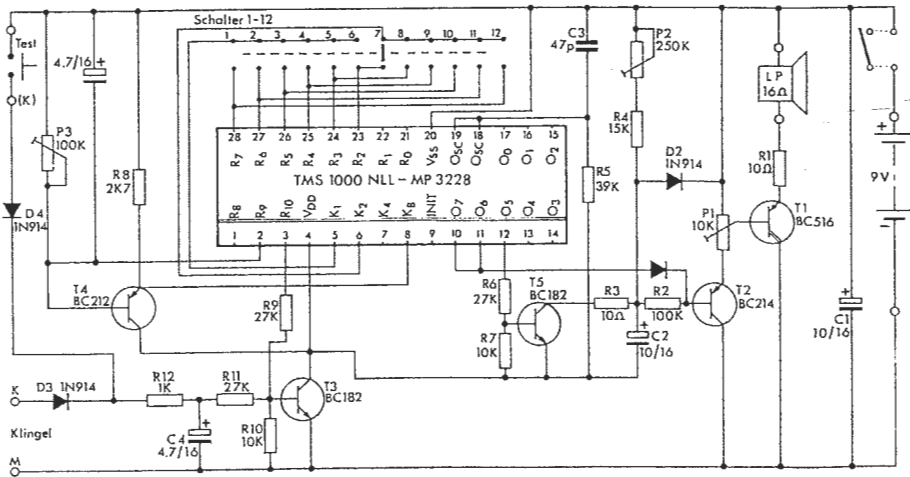 Schalter 1-12
1 2 3 4 5 6 7 8 9 10 11 12
Test
(K)
4,7/16 +
P3
100K
R8
2K7
D4
1N914
C3
47p
P2
250K
R4
15K
LP
16Ω
R1
10Ω
9V
+
-
28 27 26 25 24 23 22 21 20 19 18 17 16 15
R7 R6 R5 R4 R3 R2 R1 R0 VSS OSC OSC O0 O1 O2
TMS 1000 NLL – MP 3228
R8 R9 R10 VDD K1 K2 K4 K8 INIT O7 O6 O5 O4 O3
1 2 3 4 5 6 7 8 9 10 11 12 13 14
R5
39K
D2
1N914
P1
10K
T1
BC516
T4
BC212
R9
27K
R6
27K
T5
BC182
R3
10Ω
R2
100K
T2
BC214
R7
10K
+
C2
10/16
+
C1
10/16
K
D3 1N914
R12
1K
R11
27K
T3
BC182
Klingel
+
C4
4,7/16
R10
10K
M